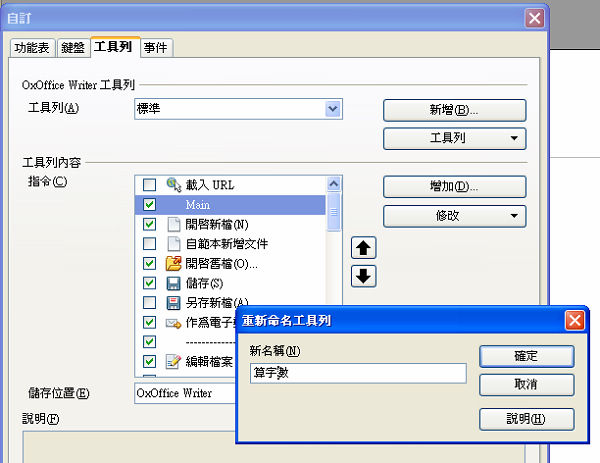 自訂
功能表 鍵盤 工具列 事件
OxOffice Writer 工具列
工具列(A) 標準 新增(B)...
工具列
工具列內容
指令(C) 載入 URL 增加(D)...
Main 修改
開啓新檔(N)
自範本新增文件
開啓舊檔(O)...
儲存(S)
另存新檔(A)
作爲電子
編輯檔案
儲存位置(E) OxOffice Writer
說明(F)
重新命名工具列
新名稱(N) 確定
算字數 取消
說明(H)